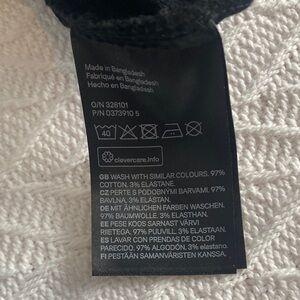 Made in Bangladesh
Fabriqué en Bangladesh
Hecho en Bangladesh
O/N 328101
P/N 0373910 5
40
clevercare.info
GB WASH WITH SIMILAR COLOURS. 97%
COTTON, 3% ELASTANE.
CZ PERTE S PODOBNÝMI BARVAMI. 97%
BAVLNA, 3% ELASTAN.
DE MIT ÄHNLICHEN FARBEN WASCHEN.
97% BAUMWOLLE, 3% ELASTHAN.
EE PESE KOOS SARNAST VÄRVI
RIIETEGA. 97% PUUVILL, 3% ELASTAAN.
ES LAVAR CON PRENDAS DE COLOR
PARECIDO. 97% ALGODÓN, 3% elastano.
FI PESTÄÄN SAMANVÄRISTEN KANSSA.